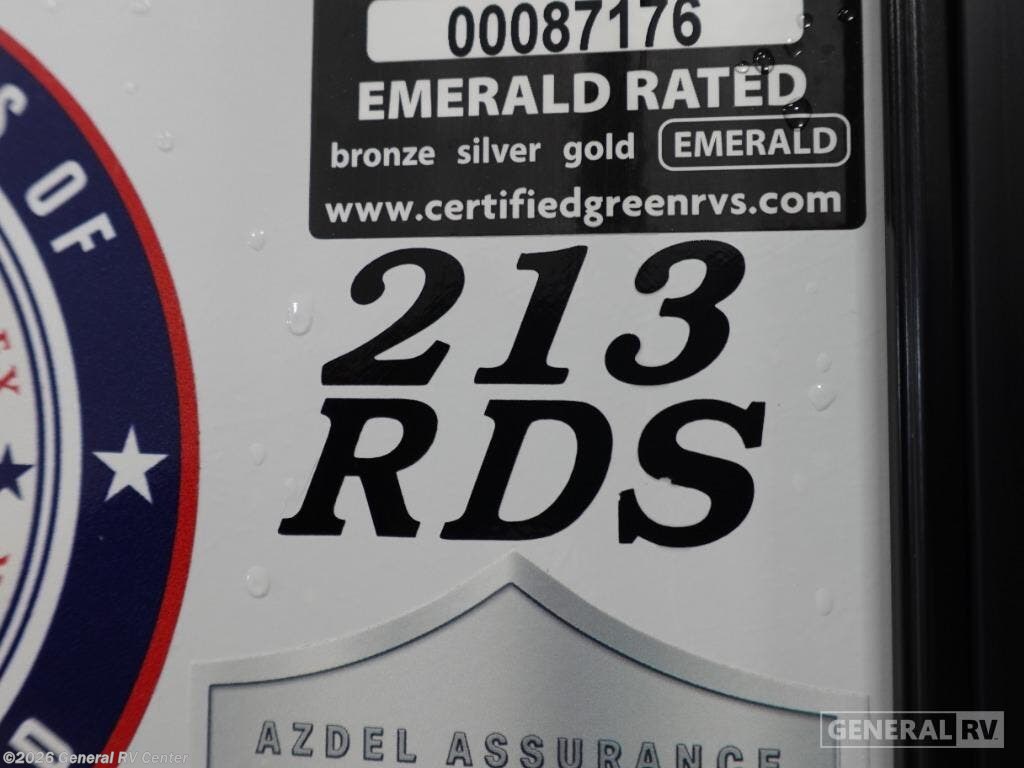 00087176
EMERALD RATED
bronze silver gold EMERALD
www.certifiedgreenrvs.com
213
RDS
OF
AZDEL ASSURANCE
GENERAL RV
©2026 General RV Center